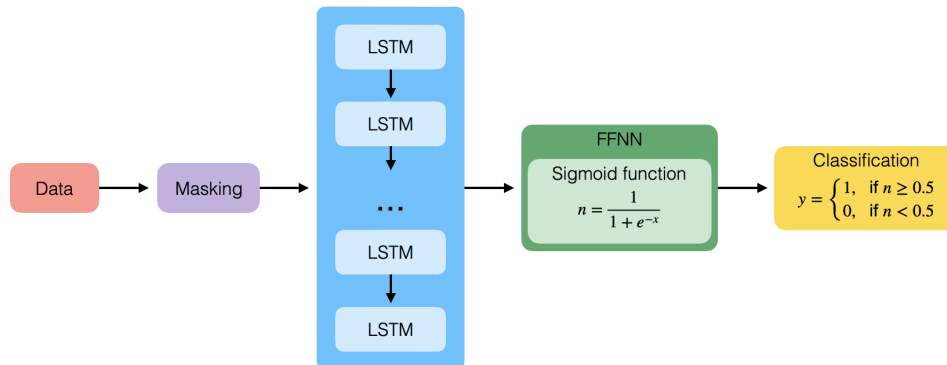 Data
Masking
LSTM
LSTM
...
LSTM
LSTM
FFNN
Sigmoid function
n = 1 / (1 + e^{-x})
Classification
y = { 1, if n ≥ 0.5
0, if n < 0.5